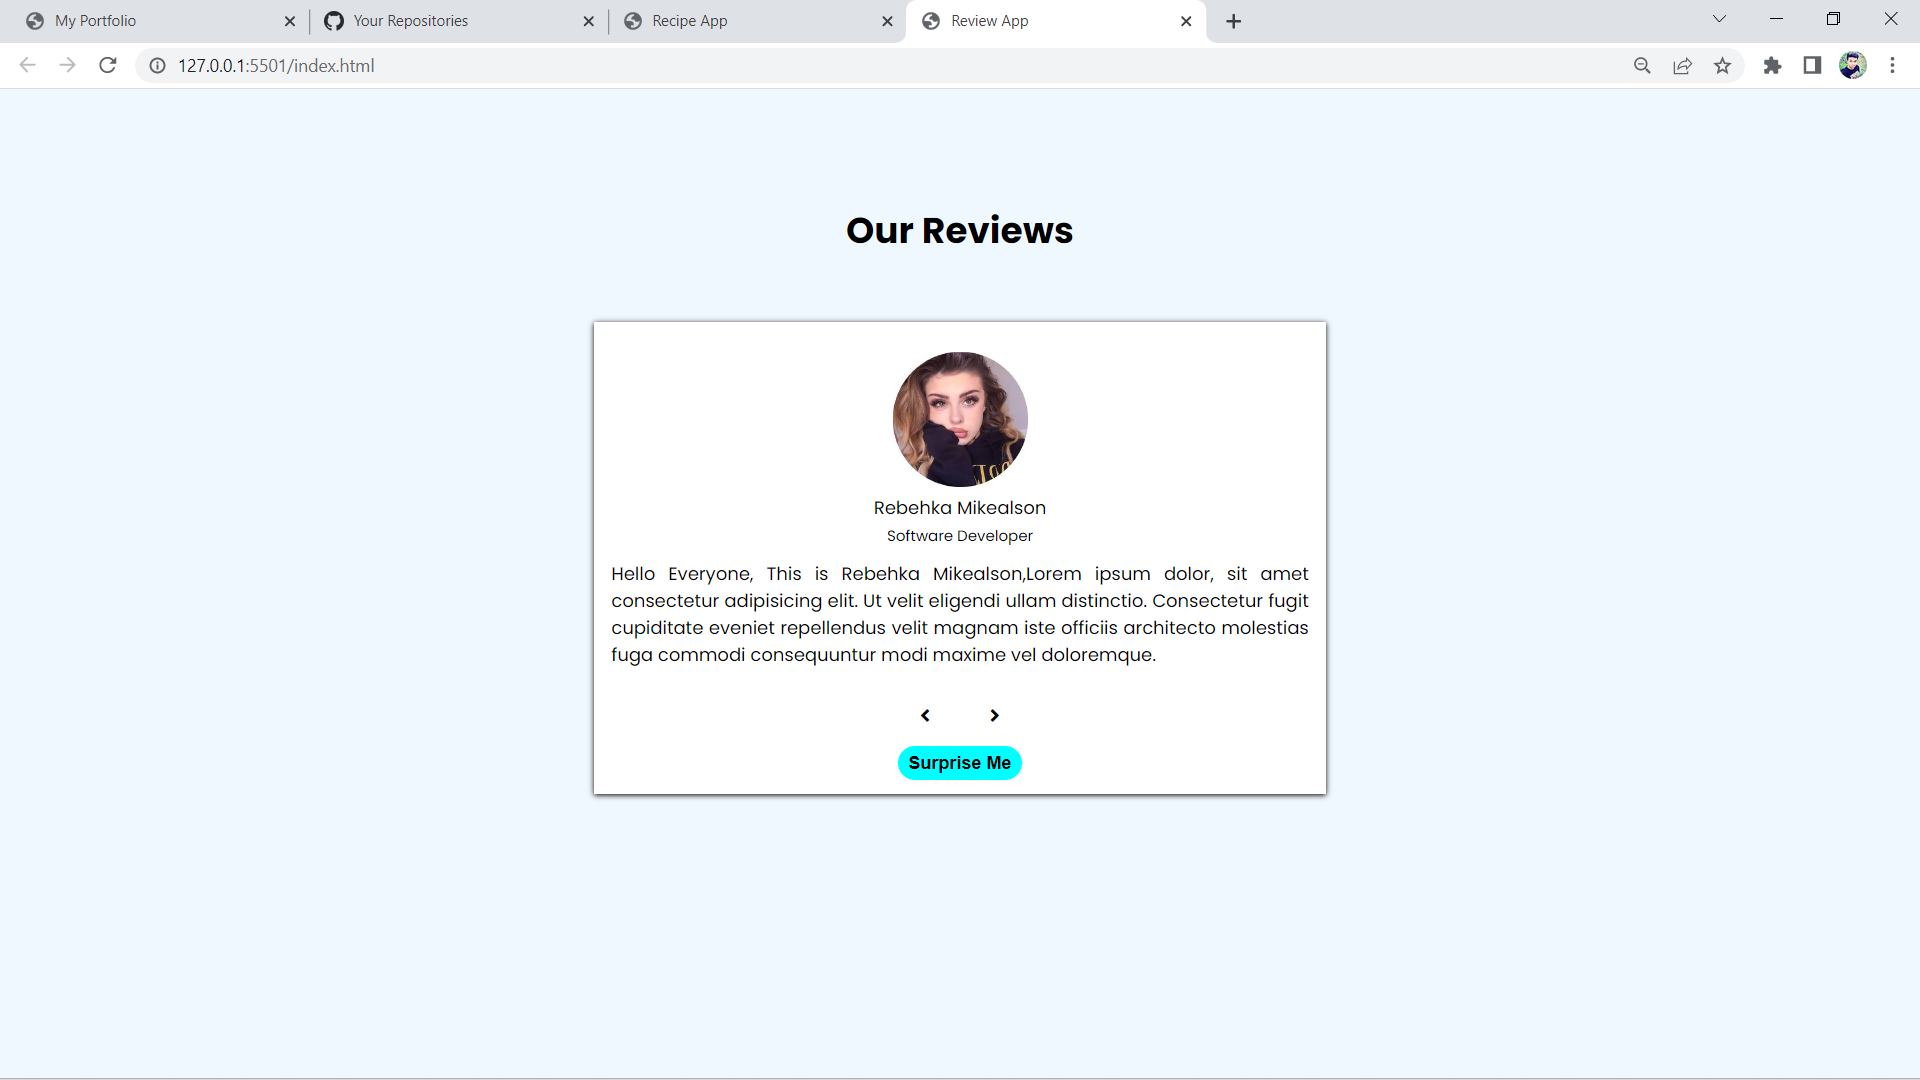 My Portfolio
Your Repositories
Recipe App
Review App
127.0.0.1:5501/index.html
Our Reviews
Rebehka Mikealson
Software Developer
Hello Everyone, This is Rebehka Mikealson,Lorem ipsum dolor, sit amet
consectetur adipisicing elit. Ut velit eligendi ullam distinctio. Consectetur fugit
cupiditate eveniet repellendus velit magnam iste officiis architecto molestias
fuga commodi consequuntur modi maxime vel doloremque.
Surprise Me